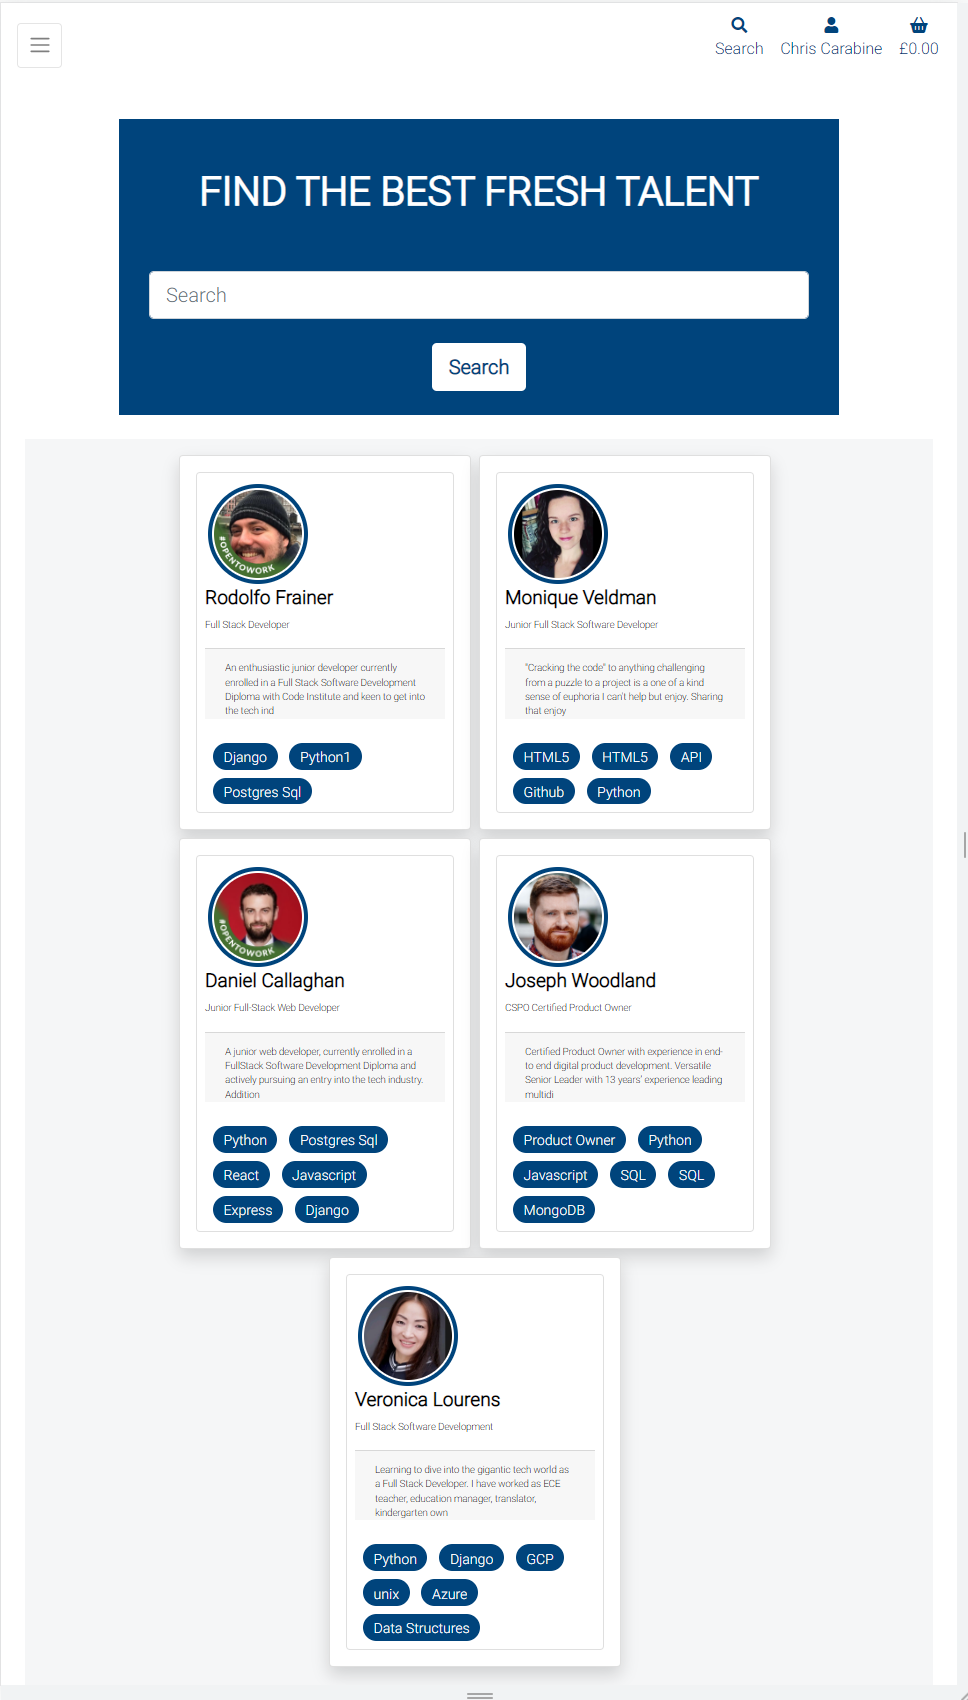 Search
Chris Carabine
£0.00
FIND THE BEST FRESH TALENT
Search
Search
#OPENTOWORK
Rodolfo Frainer
Full Stack Developer
An enthusiastic junior developer currently
enrolled in a Full Stack Software Development
Diploma with Code Institute and keen to get into
the tech ind
Django Python1
Postgres Sql
Monique Veldman
Junior Full Stack Software Developer
"Cracking the code" to anything challenging
from a puzzle to a project is a one of a kind
sense of euphoria I can't help but enjoy. Sharing
that enjoy
HTML5 HTML5 API
Github Python
#OPENTOWORK
Daniel Callaghan
Junior Full-Stack Web Developer
A junior web developer, currently enrolled in a
FullStack Software Development Diploma and
actively pursuing an entry into the tech industry.
Addition
Python Postgres Sql
React Javascript
Express Django
Joseph Woodland
CSPO Certified Product Owner
Certified Product Owner with experience in end-
to end digital product development. Versatile
Senior Leader with 13 years' experience leading
multidi
Product Owner Python
Javascript SQL SQL
MongoDB
Veronica Lourens
Full Stack Software Development
Learning to dive into the gigantic tech world as
a Full Stack Developer. I have worked as ECE
teacher, education manager, translator,
kindergarten own
Python Django GCP
unix Azure
Data Structures